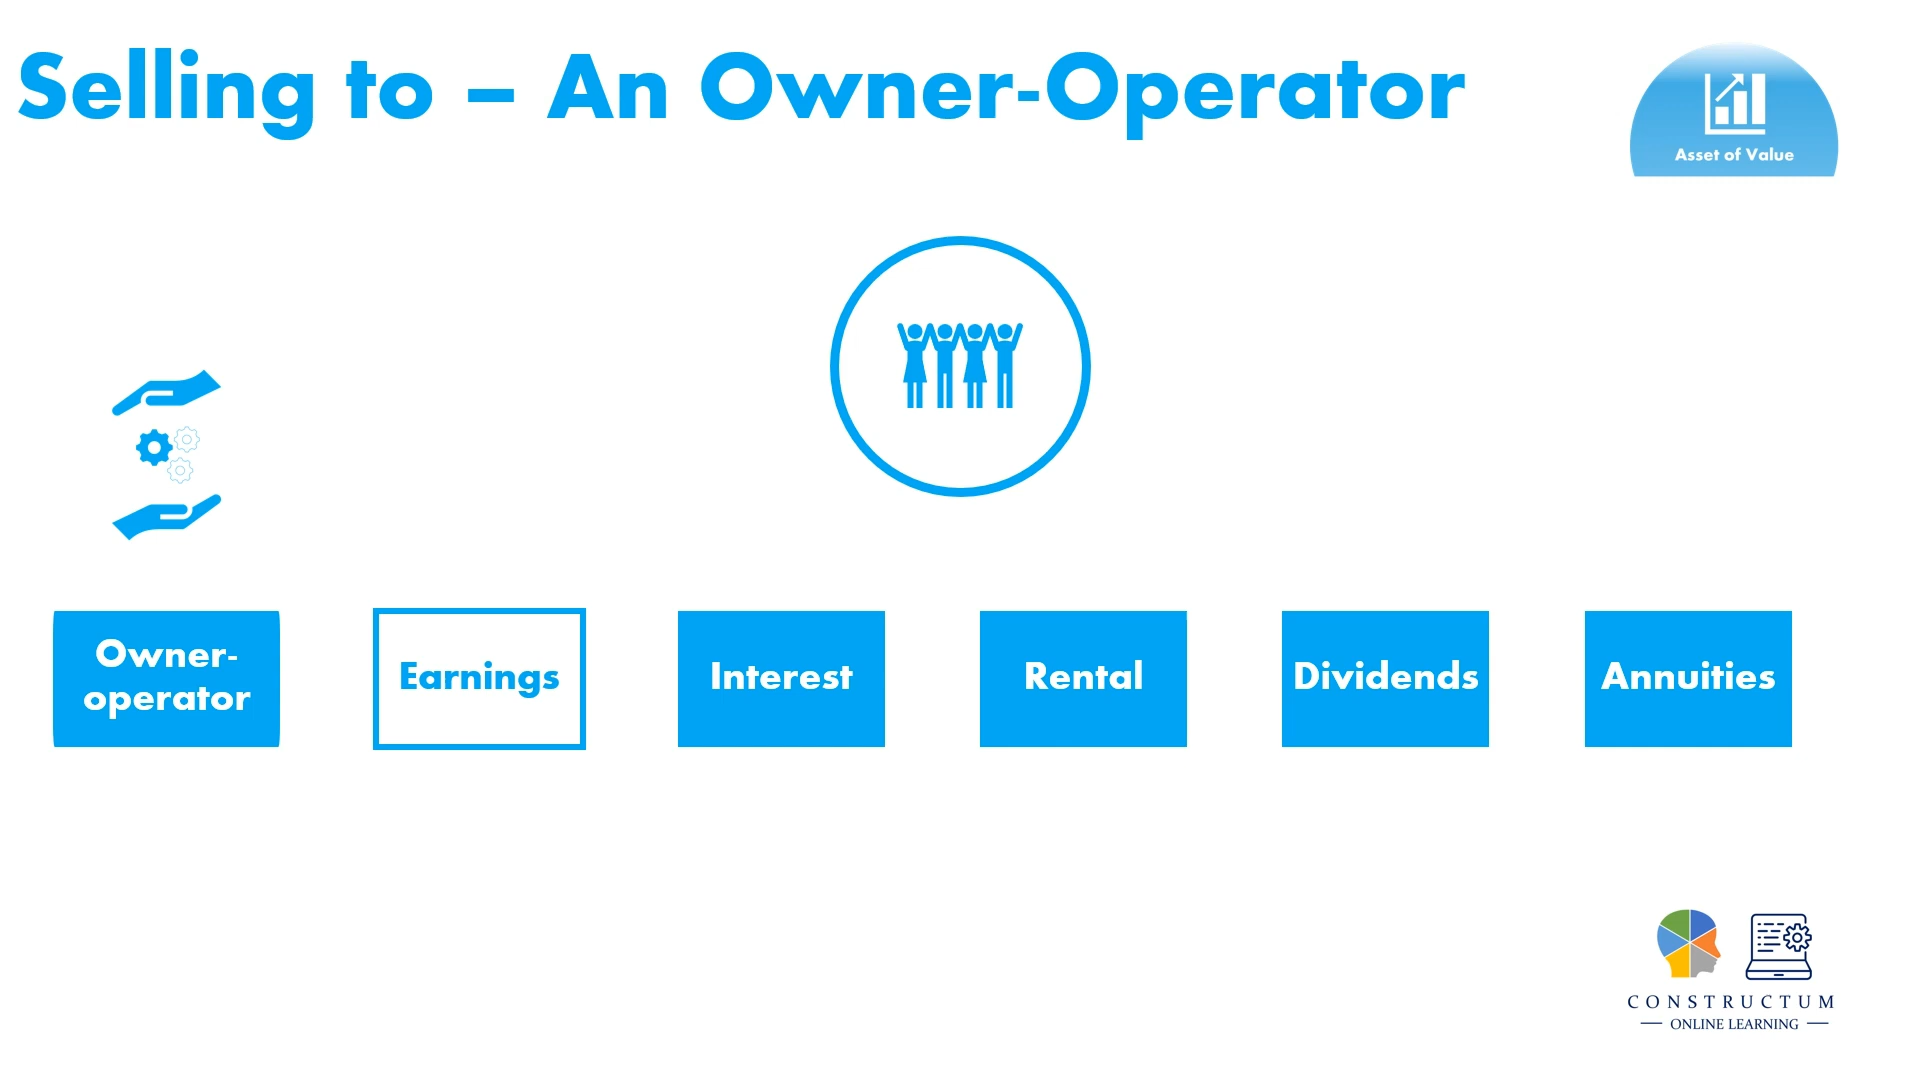 Selling to – An Owner-Operator
Asset of Value
Owner-
operator
Earnings
Interest
Rental
Dividends
Annuities
CONSTRUCTUM
ONLINE LEARNING